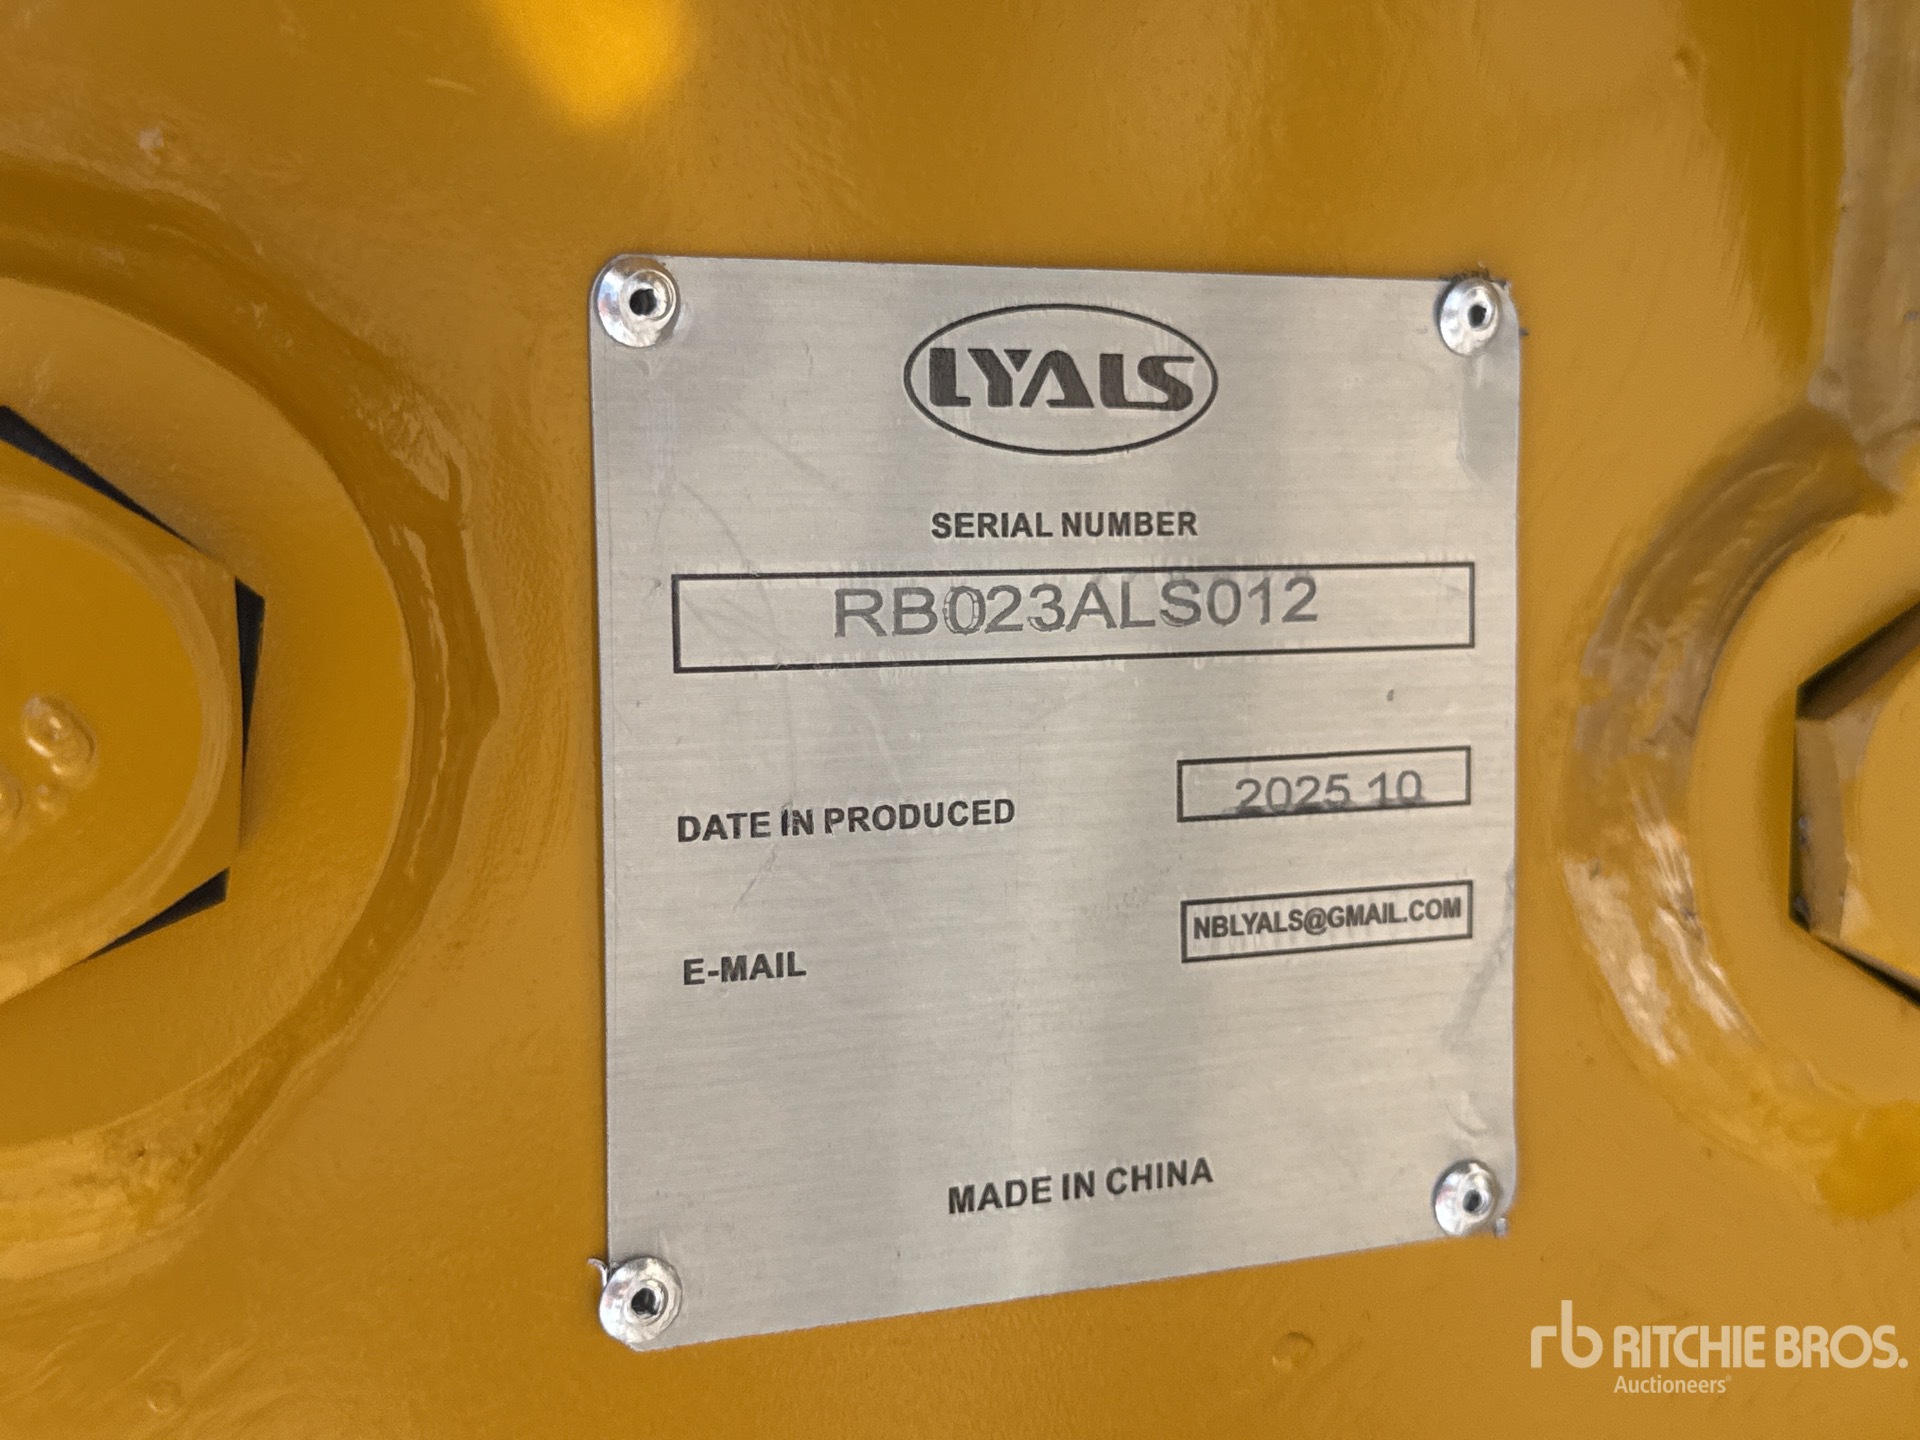 LYALS
SERIAL NUMBER
RB023ALS012
DATE IN PRODUCED 2025 10
E-MAIL NBLYALS@GMAIL.COM
MADE IN CHINA
rb RITCHIE BROS.
Auctioneers